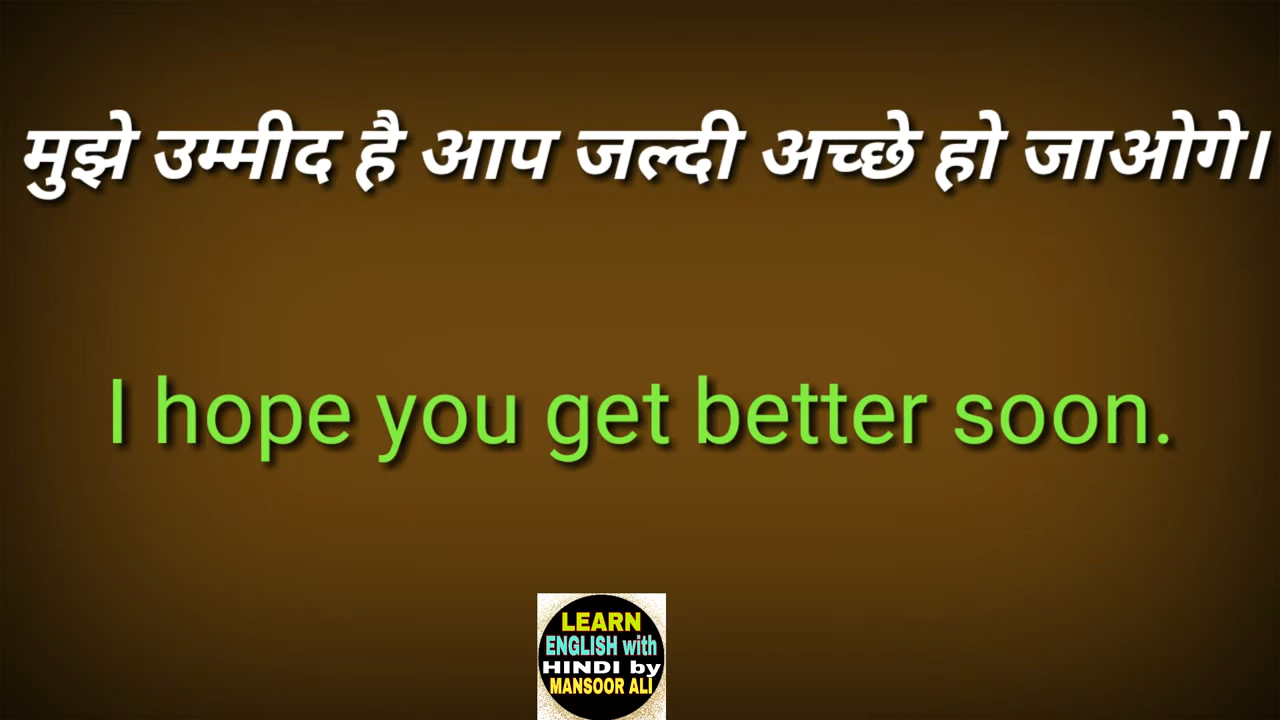 मुझे उम्मीद है आप जल्दी अच्छे हो जाओगे।
I hope you get better soon.
LEARN
ENGLISH with
HINDI by
MANSOOR ALI